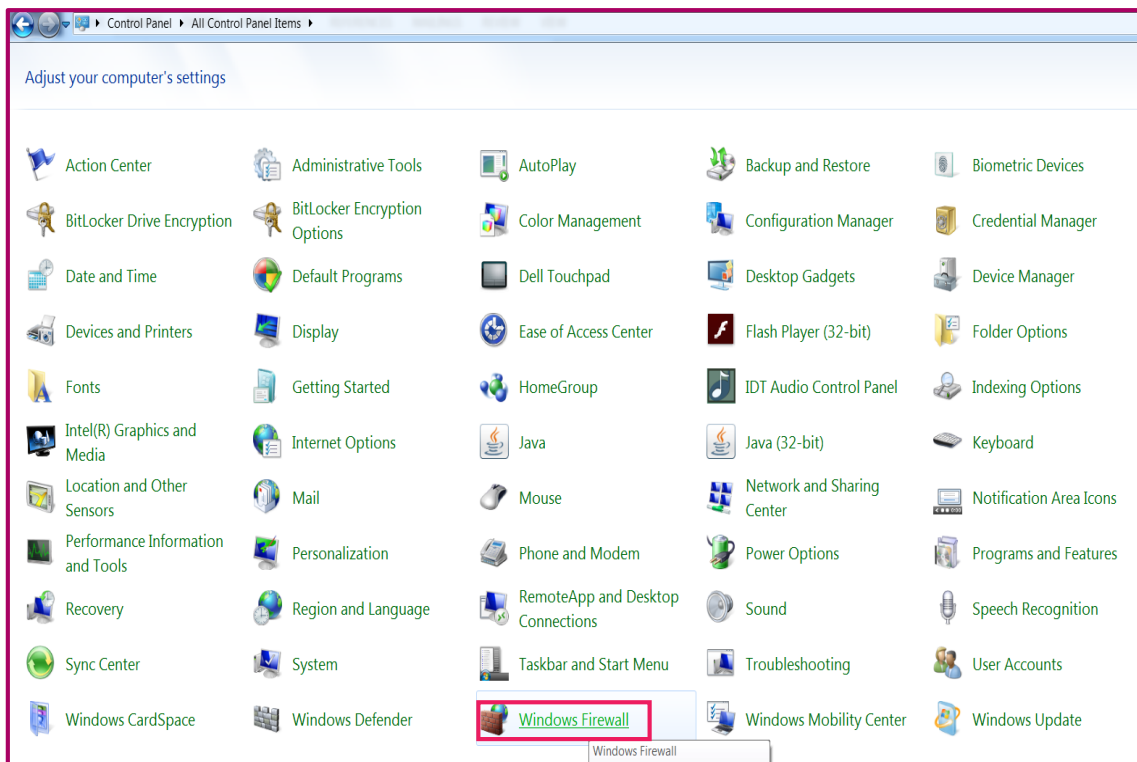 Control Panel All Control Panel Items
Adjust your computer's settings
Action Center
Administrative Tools
AutoPlay
Backup and Restore
Biometric Devices
BitLocker Drive Encryption
BitLocker Encryption
Options
Color Management
Configuration Manager
Credential Manager
Date and Time
Default Programs
Dell Touchpad
Desktop Gadgets
Device Manager
Devices and Printers
Display
Ease of Access Center
Flash Player (32-bit)
Folder Options
Fonts
Getting Started
HomeGroup
IDT Audio Control Panel
Indexing Options
Intel(R) Graphics and
Media
Internet Options
Java
Java (32-bit)
Keyboard
Location and Other
Sensors
Mail
Mouse
Network and Sharing
Center
Notification Area Icons
Performance Information
and Tools
Personalization
Phone and Modem
Power Options
Programs and Features
Recovery
Region and Language
RemoteApp and Desktop
Connections
Sound
Speech Recognition
Sync Center
System
Taskbar and Start Menu
Troubleshooting
User Accounts
Windows CardSpace
Windows Defender
Windows Firewall
Windows Mobility Center
Windows Update
Windows Firewall